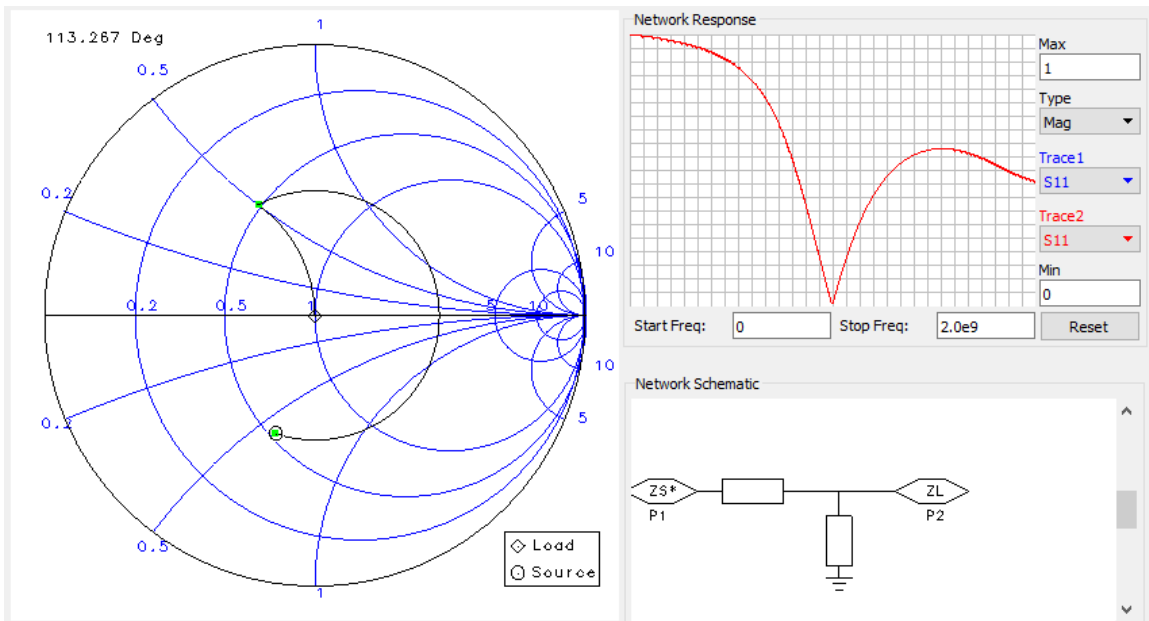 113.267 Deg
1
0.5
0.2
5
10
0.2
0.5
1
5
10
10
0.2
5
0.5
1
Load
Source
Network Response
Max
1
Type
Mag
Trace1
S11
Trace2
S11
Min
0
Start Freq:
0
Stop Freq:
2.0e9
Reset
Network Schematic
ZS*
P1
ZL
P2